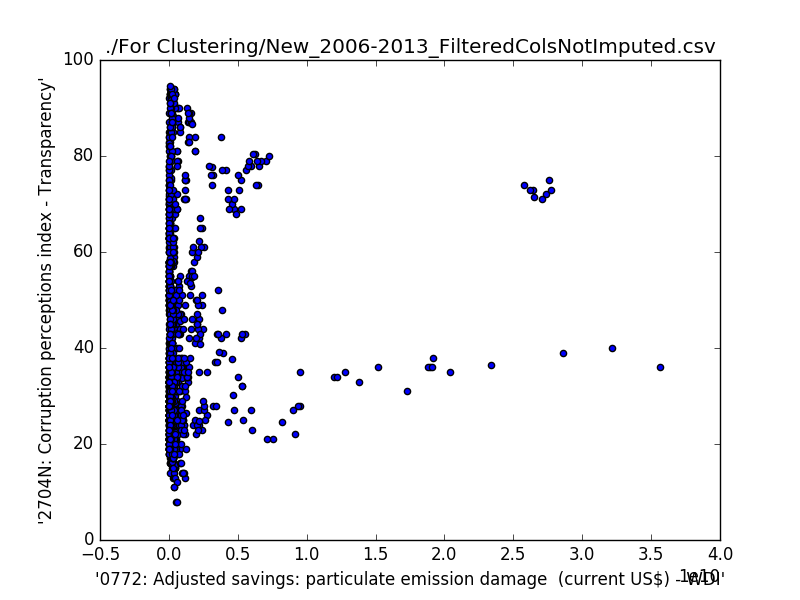 ./For Clustering/New_2006-2013_FilteredColsNotImputed.csv
100
80
60
40
20
0
'2704N: Corruption perceptions index - Transparency'
−0.5 0.0 0.5 1.0 1.5 2.0 2.5 3.0 3.5 4.0
1e10
'0772: Adjusted savings: particulate emission damage  (current US$) - WDI'